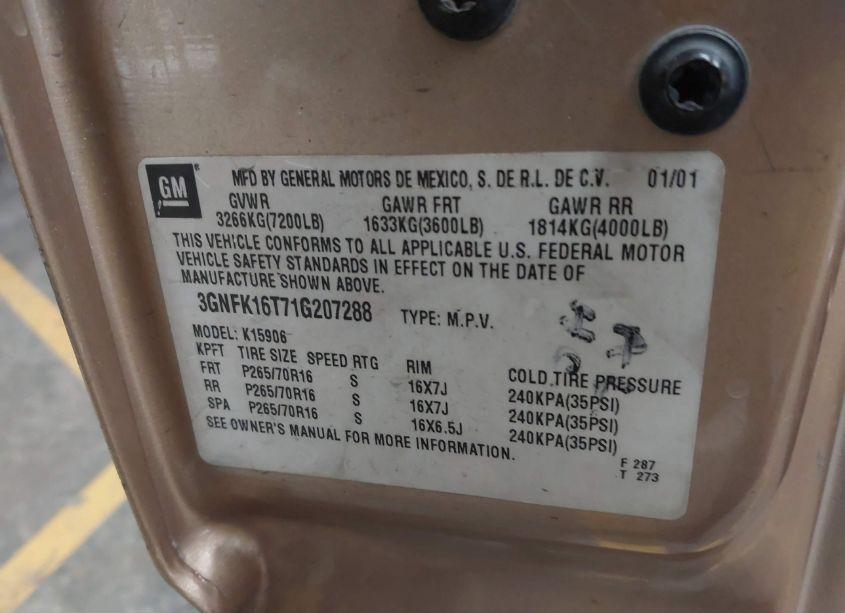 GM ® MFD BY GENERAL MOTORS DE MEXICO, S. DE R.L. DE C.V. 01/01
GVWR GAWR FRT GAWR RR
3266KG(7200LB) 1633KG(3600LB) 1814KG(4000LB)
THIS VEHICLE CONFORMS TO ALL APPLICABLE U.S. FEDERAL MOTOR
VEHICLE SAFETY STANDARDS IN EFFECT ON THE DATE OF
MANUFACTURE SHOWN ABOVE.
3GNFK16T71G207288 TYPE: M.P.V.
MODEL: K15906
KPFT TIRE SIZE SPEED RTG RIM COLD TIRE PRESSURE
FRT P265/70R16 S 16X7J 240KPA(35PSI)
RR P265/70R16 S 16X7J 240KPA(35PSI)
SPA P265/70R16 S 16X6.5J 240KPA(35PSI)
SEE OWNER'S MANUAL FOR MORE INFORMATION.
F 287
T 273